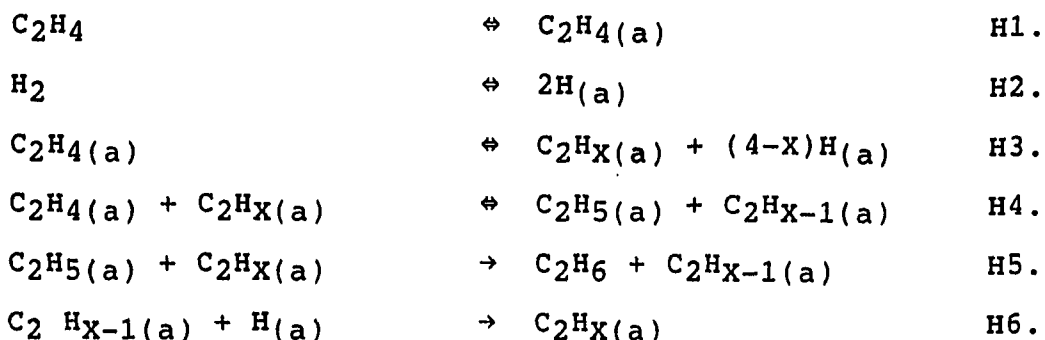 C2H4 ⇔ C2H4(a) H1.
H2 ⇔ 2H(a) H2.
C2H4(a) ⇔ C2HX(a) + (4-X)H(a) H3.
C2H4(a) + C2HX(a) ⇔ C2H5(a) + C2HX-1(a) H4.
C2H5(a) + C2HX(a) → C2H6 + C2HX-1(a) H5.
C2 HX-1(a) + H(a) → C2HX(a) H6.